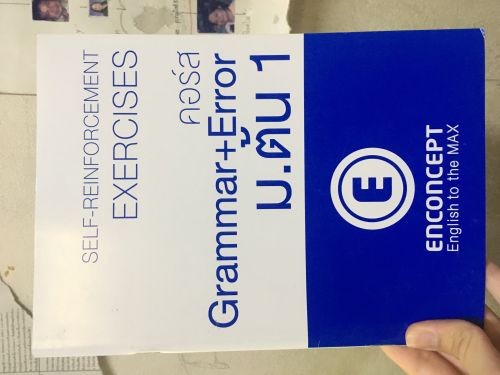 SELF-REINFORCEMENT
EXERCISES
คอร์ส
Grammar+Error
ม.ต้น 1
E
ENCONCEPT
English to the MAX